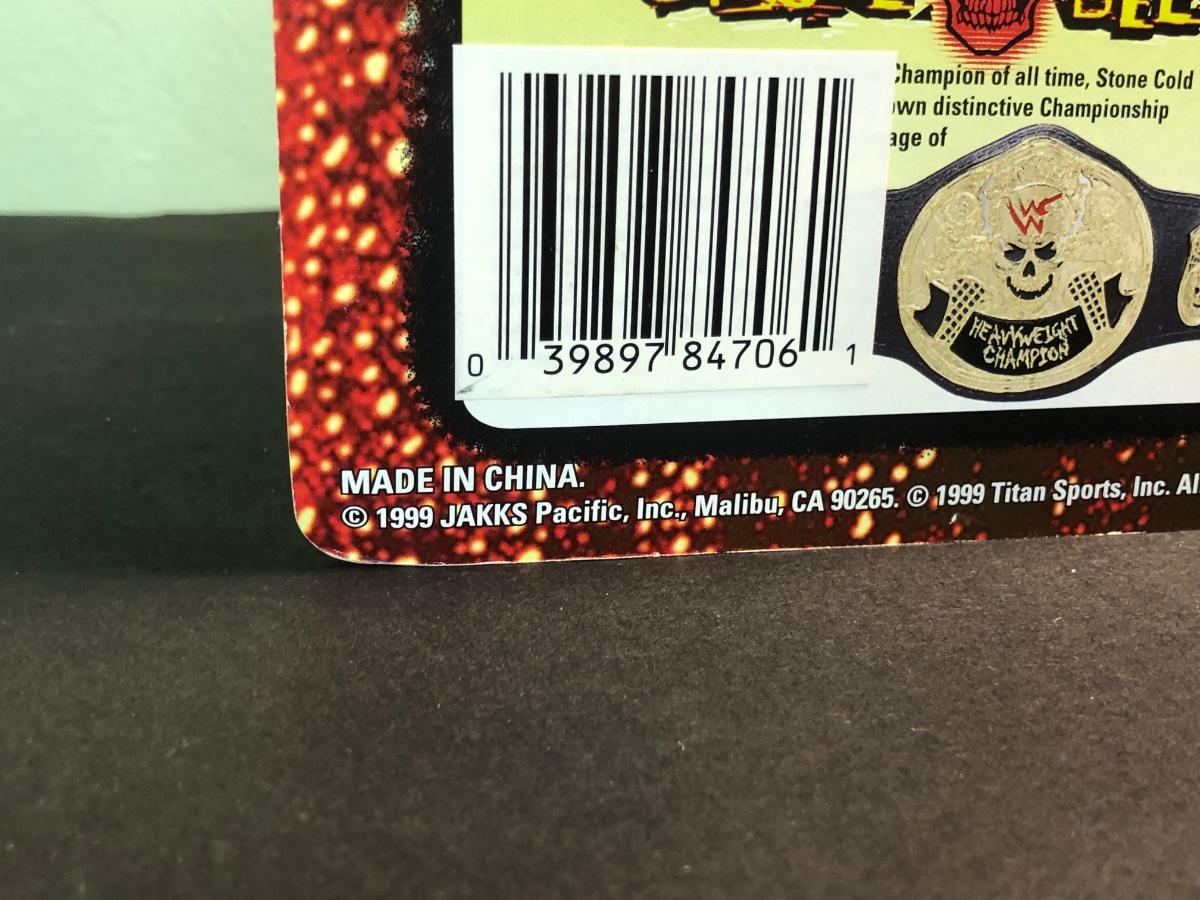 Champion of all time, Stone Cold
own distinctive Championship
age of
W
HEAVYWEIGHT
CHAMPION
0 39897 84706 1
MADE IN CHINA.
© 1999 JAKKS Pacific, Inc., Malibu, CA 90265. © 1999 Titan Sports, Inc. Al